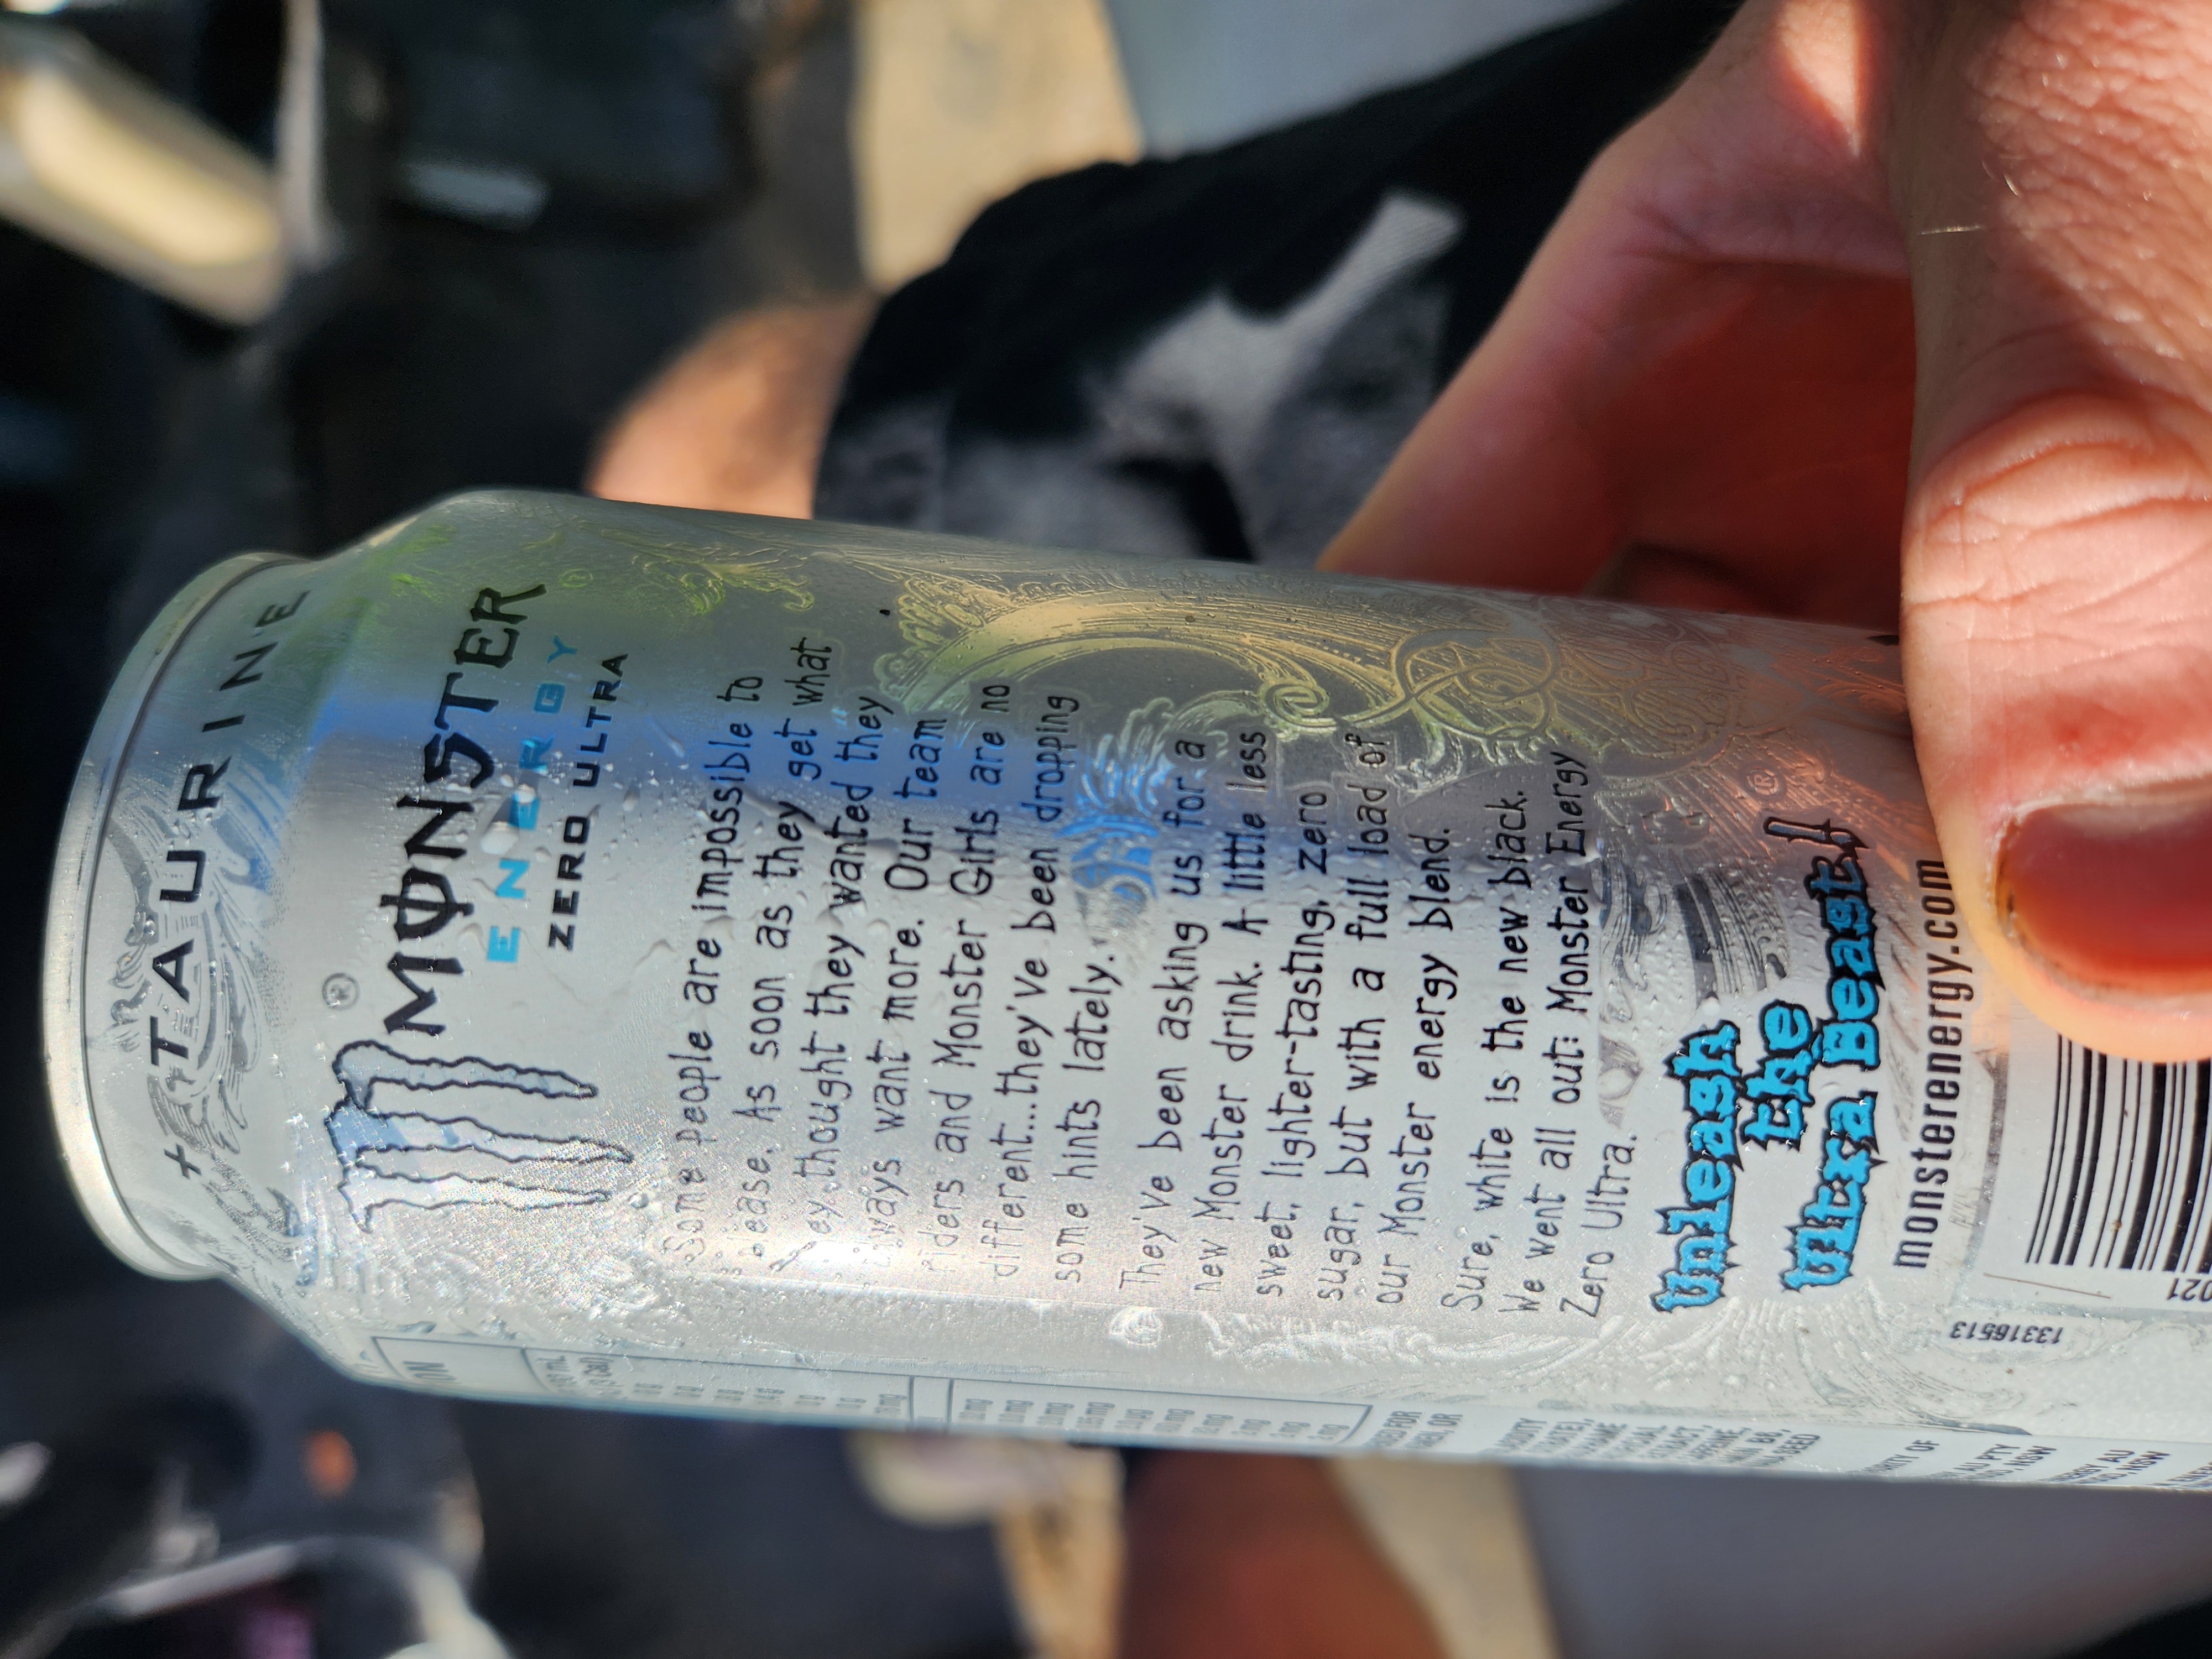 + TAURINE
MONSTER
ENERGY
ZERO ULTRA
Some people are impossible to
please. As soon as they get what
they thought they wanted they
always want more. Our team
riders and Monster Girls are no
different...they've been dropping
some hints lately.
They've been asking us for a
new Monster drink. A little less
sweet, lighter-tasting, zero
sugar, but with a full load of
our Monster energy blend.
Sure, white is the new black.
We went all out: Monster Energy
Zero Ultra.
Unleash
the
Ultra Beast!
®
monsterenergy.com
13316513
021